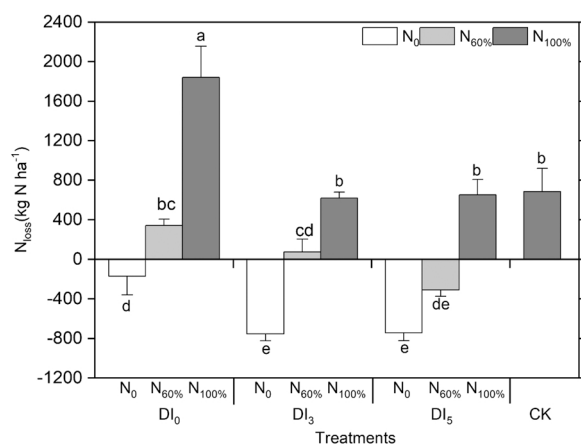 N₀ N₆₀% N₁₀₀%
2400
2000
1600
1200
800
400
0
-400
-800
-1200
N_loss(kg N ha⁻¹)
d bc a
e cd b
e de b
b
N₀ N₆₀% N₁₀₀% N₀ N₆₀% N₁₀₀% N₀ N₆₀% N₁₀₀%
DI₀ DI₃ DI₅ CK
Treatments